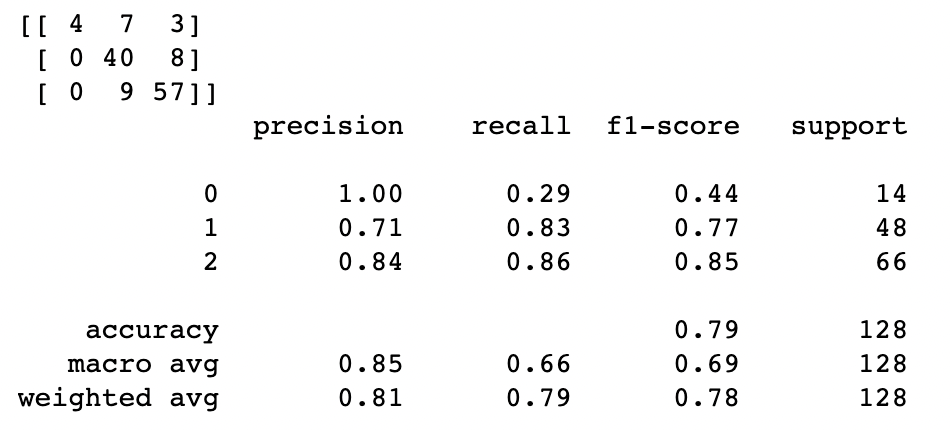 [[ 4 7 3]
[ 0 40 8]
[ 0 9 57]]
precision recall f1-score support
0 1.00 0.29 0.44 14
1 0.71 0.83 0.77 48
2 0.84 0.86 0.85 66
accuracy 0.79 128
macro avg 0.85 0.66 0.69 128
weighted avg 0.81 0.79 0.78 128